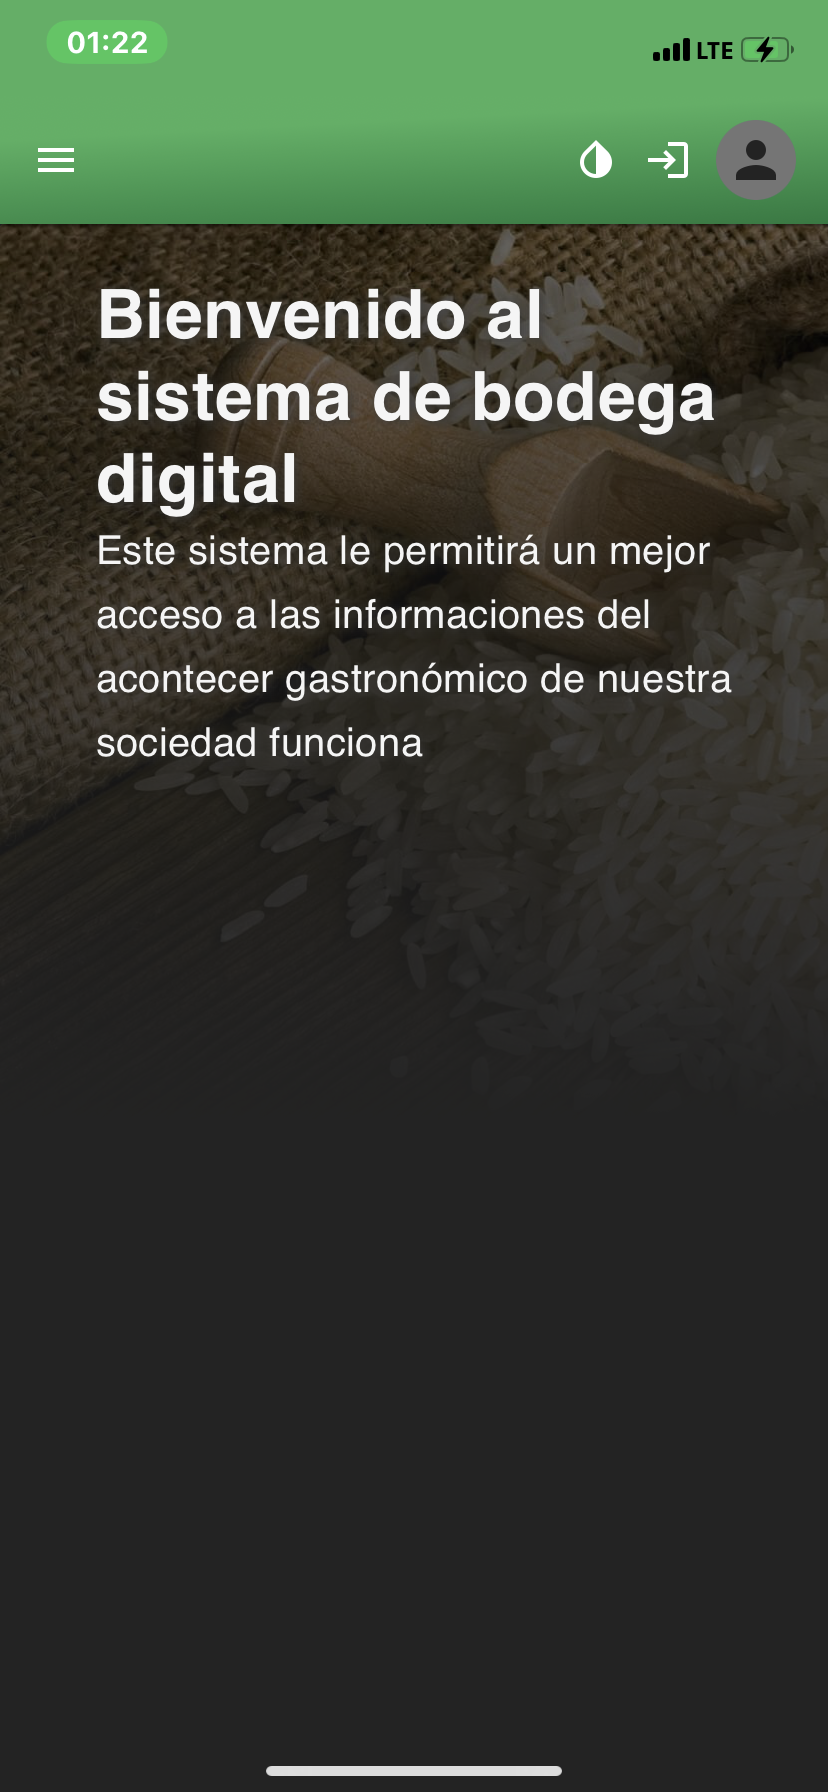 01:22
LTE
Bienvenido al
sistema de bodega
digital
Este sistema le permitirá un mejor
acceso a las informaciones del
acontecer gastronómico de nuestra
sociedad funciona